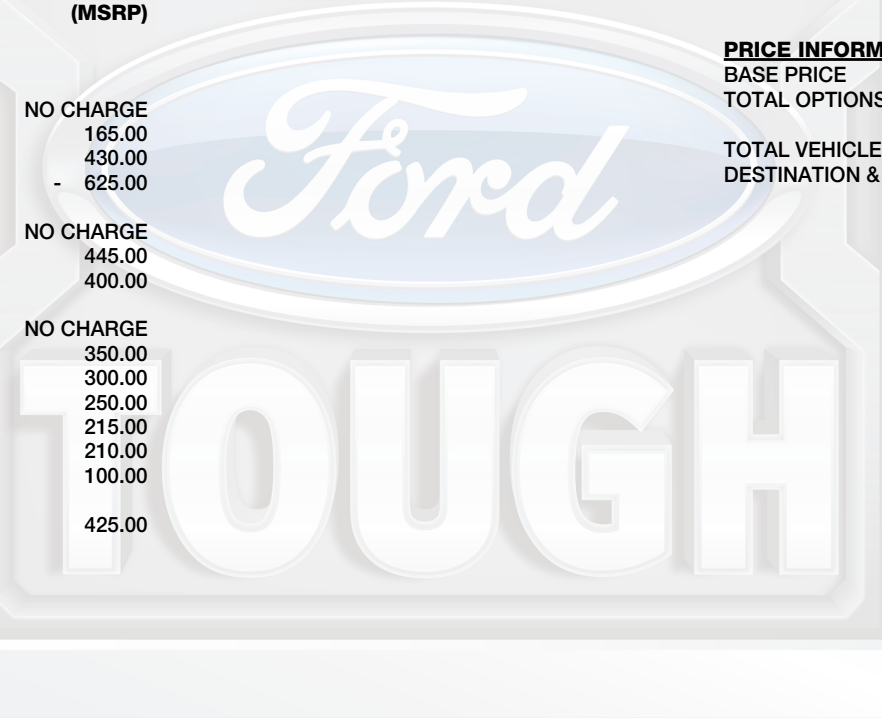 (MSRP)
NO CHARGE
165.00
430.00
- 625.00
NO CHARGE
445.00
400.00
NO CHARGE
350.00
300.00
250.00
215.00
210.00
100.00
425.00
PRICE INFORM
BASE PRICE
TOTAL OPTIONS
TOTAL VEHICLE
DESTINATION &
Ford
TOUGH